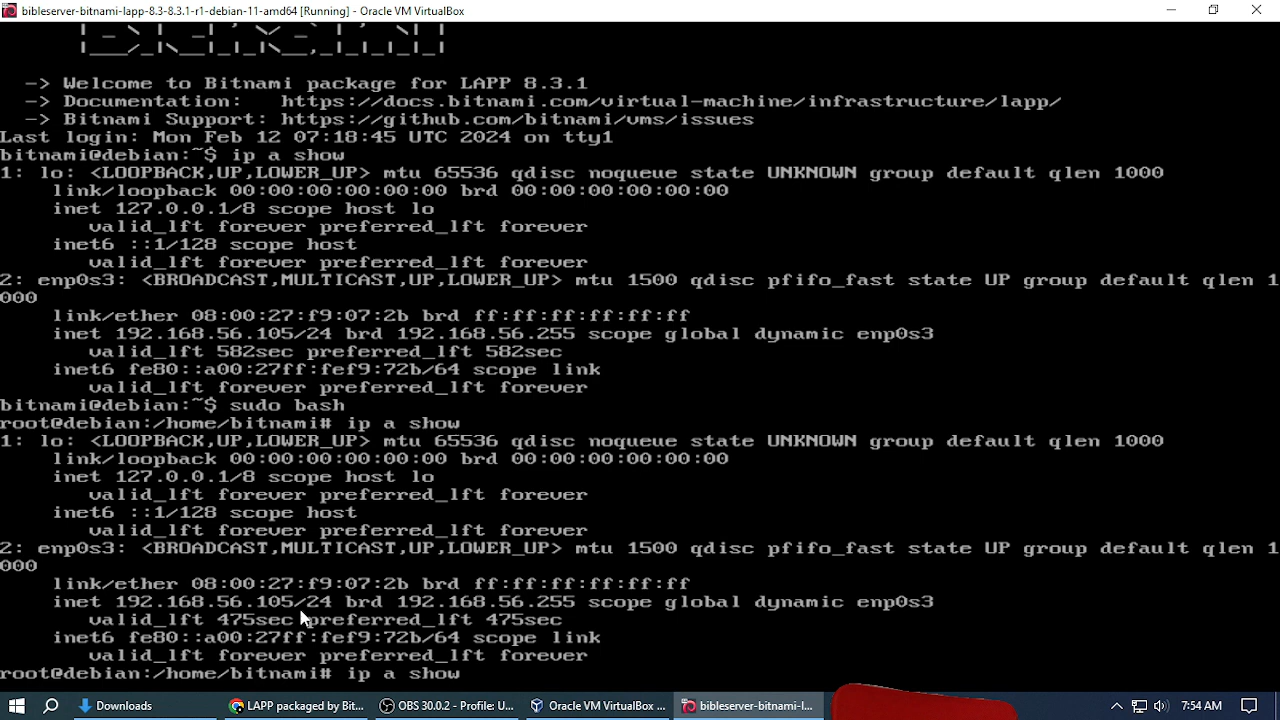 bibleserver-bitnami-lapp-8.3-8.3.1-r1-debian-11-amd64 [Running] - Oracle VM VirtualBox
-> Welcome to Bitnami package for LAPP 8.3.1
-> Documentation:   https://docs.bitnami.com/virtual-machine/infrastructure/lapp/
-> Bitnami Support: https://github.com/bitnami/vms/issues
Last login: Mon Feb 12 07:18:45 UTC 2024 on tty1
bitnami@debian:~$ ip a show
1: lo: <LOOPBACK,UP,LOWER_UP> mtu 65536 qdisc noqueue state UNKNOWN group default qlen 1000
    link/loopback 00:00:00:00:00:00 brd 00:00:00:00:00:00
    inet 127.0.0.1/8 scope host lo
       valid_lft forever preferred_lft forever
    inet6 ::1/128 scope host
       valid_lft forever preferred_lft forever
2: enp0s3: <BROADCAST,MULTICAST,UP,LOWER_UP> mtu 1500 qdisc pfifo_fast state UP group default qlen 1
000
    link/ether 08:00:27:f9:07:2b brd ff:ff:ff:ff:ff:ff
    inet 192.168.56.105/24 brd 192.168.56.255 scope global dynamic enp0s3
       valid_lft 582sec preferred_lft 582sec
    inet6 fe80::a00:27ff:fef9:72b/64 scope link
       valid_lft forever preferred_lft forever
bitnami@debian:~$ sudo bash
root@debian:/home/bitnami# ip a show
1: lo: <LOOPBACK,UP,LOWER_UP> mtu 65536 qdisc noqueue state UNKNOWN group default qlen 1000
    link/loopback 00:00:00:00:00:00 brd 00:00:00:00:00:00
    inet 127.0.0.1/8 scope host lo
       valid_lft forever preferred_lft forever
    inet6 ::1/128 scope host
       valid_lft forever preferred_lft forever
2: enp0s3: <BROADCAST,MULTICAST,UP,LOWER_UP> mtu 1500 qdisc pfifo_fast state UP group default qlen 1
000
    link/ether 08:00:27:f9:07:2b brd ff:ff:ff:ff:ff:ff
    inet 192.168.56.105/24 brd 192.168.56.255 scope global dynamic enp0s3
       valid_lft 475sec preferred_lft 475sec
    inet6 fe80::a00:27ff:fef9:72b/64 scope link
       valid_lft forever preferred_lft forever
root@debian:/home/bitnami# ip a show
Downloads
LAPP packaged by Bit...
OBS 30.0.2 - Profile: U...
Oracle VM VirtualBox ...
bibleserver-bitnami-l...
7:54 AM